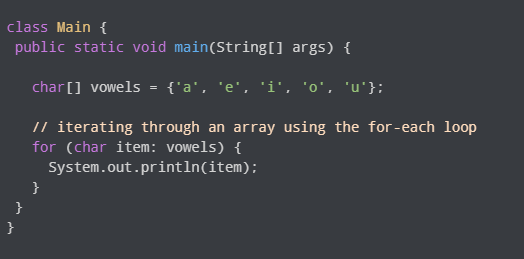 class Main {
 public static void main(String[] args) {
   char[] vowels = {'a', 'e', 'i', 'o', 'u'};
   // iterating through an array using the for-each loop
   for (char item: vowels) {
     System.out.println(item);
   }
 }
}